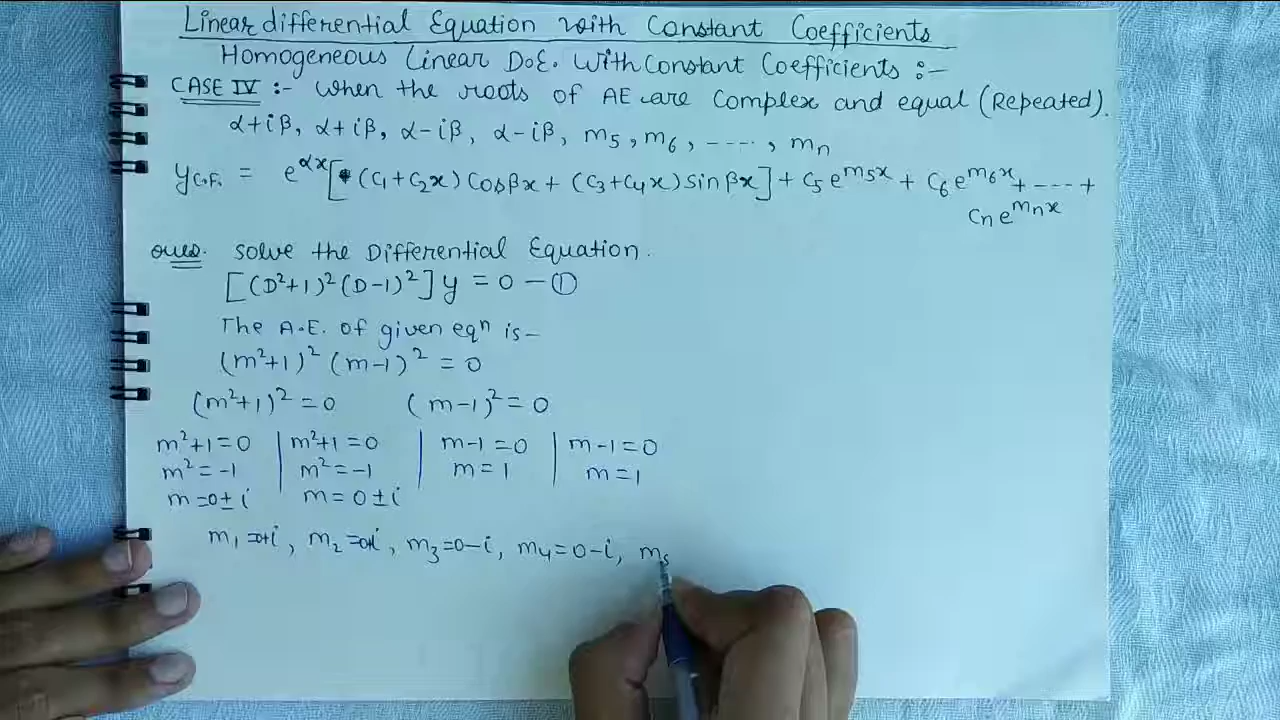 Linear differential Equation with Constant Coefficients
Homogeneous Linear D.E. With Constant Coefficients :-
CASE IV :- When the roots of AE are Complex and equal (Repeated).
α+iβ, α+iβ, α-iβ, α-iβ, m5, m6, ----, mn
yC.F. = e^αx [(C1+C2x) Cosβx + (C3+C4x) sinβx] + C5 e^m5x + C6 e^m6x + ---- +
Cn e^mnx
Ques. Solve the Differential Equation.
[(D²+1)² (D-1)²] y = 0 - ①
The A.E. of given eqn is -
(m²+1)² (m-1)² = 0
(m²+1)² = 0 (m-1)² = 0
m²+1=0 | m²+1=0 | m-1=0 | m-1=0
m² = -1 | m² = -1 | m=1 | m=1
m=0±i m=0±i
m1=0+i, m2=0+i, m3=0-i, m4=0-i, m5